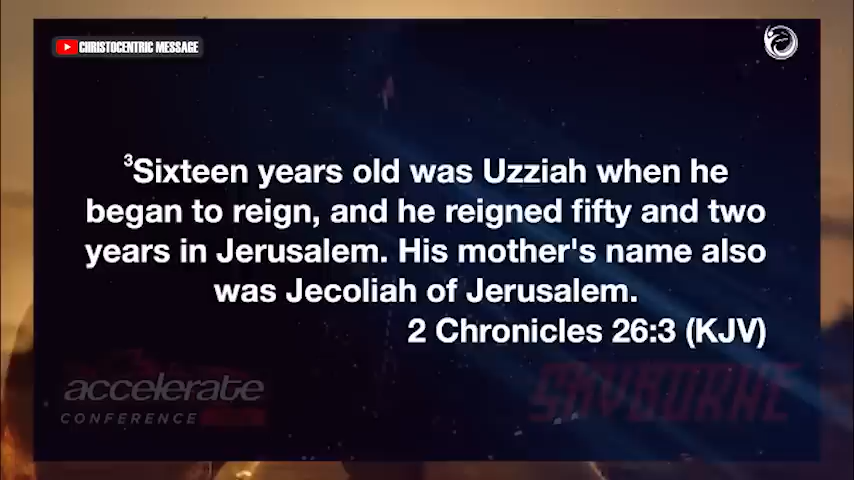 CHRISTOCENTRIC MESSAGE
3Sixteen years old was Uzziah when he
began to reign, and he reigned fifty and two
years in Jerusalem. His mother's name also
was Jecoliah of Jerusalem.
2 Chronicles 26:3 (KJV)
accelerate
CONFERENCE